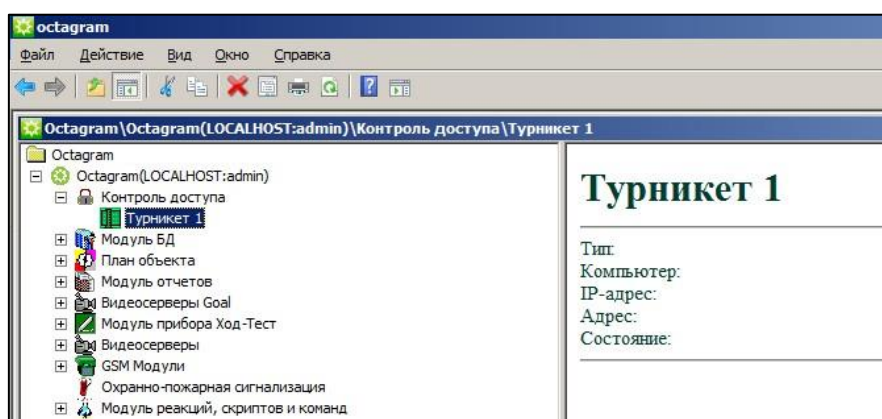 octagram
Файл Действие Вид Окно Справка
Octagram\Octagram(LOCALHOST:admin)\Контроль доступа\Турникет 1
Octagram
Octagram(LOCALHOST:admin)
Контроль доступа
Турникет 1
Модуль БД
План объекта
Модуль отчетов
Видеосерверы Goal
Модуль прибора Ход-Тест
Видеосерверы
GSM Модули
Охранно-пожарная сигнализация
Модуль реакций, скриптов и команд
Турникет 1
Тип:
Компьютер:
IP-адрес:
Адрес:
Состояние: